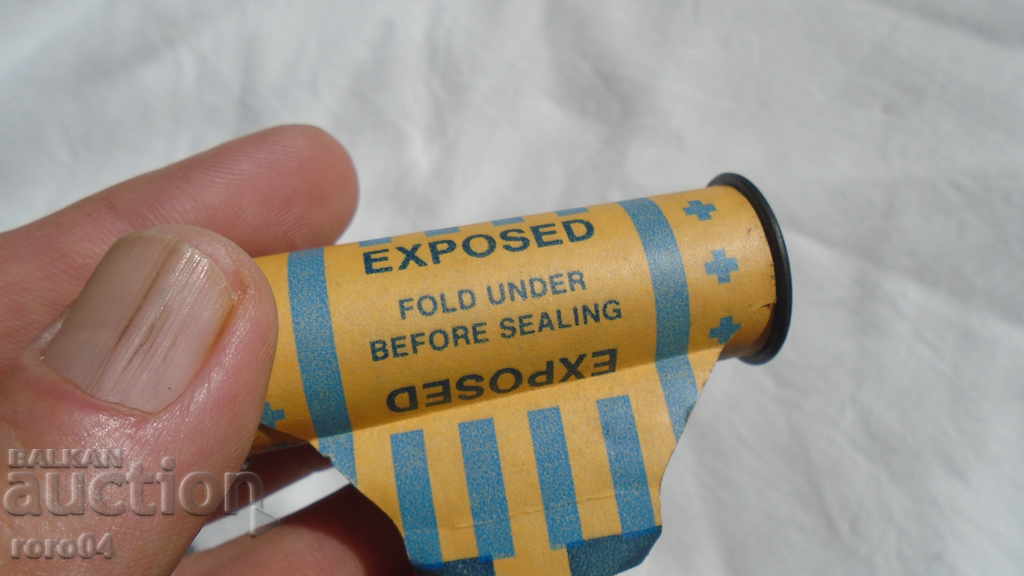 EXPOSED
FOLD UNDER
BEFORE SEALING
EXPOSED
BALKAN
auction
roro04